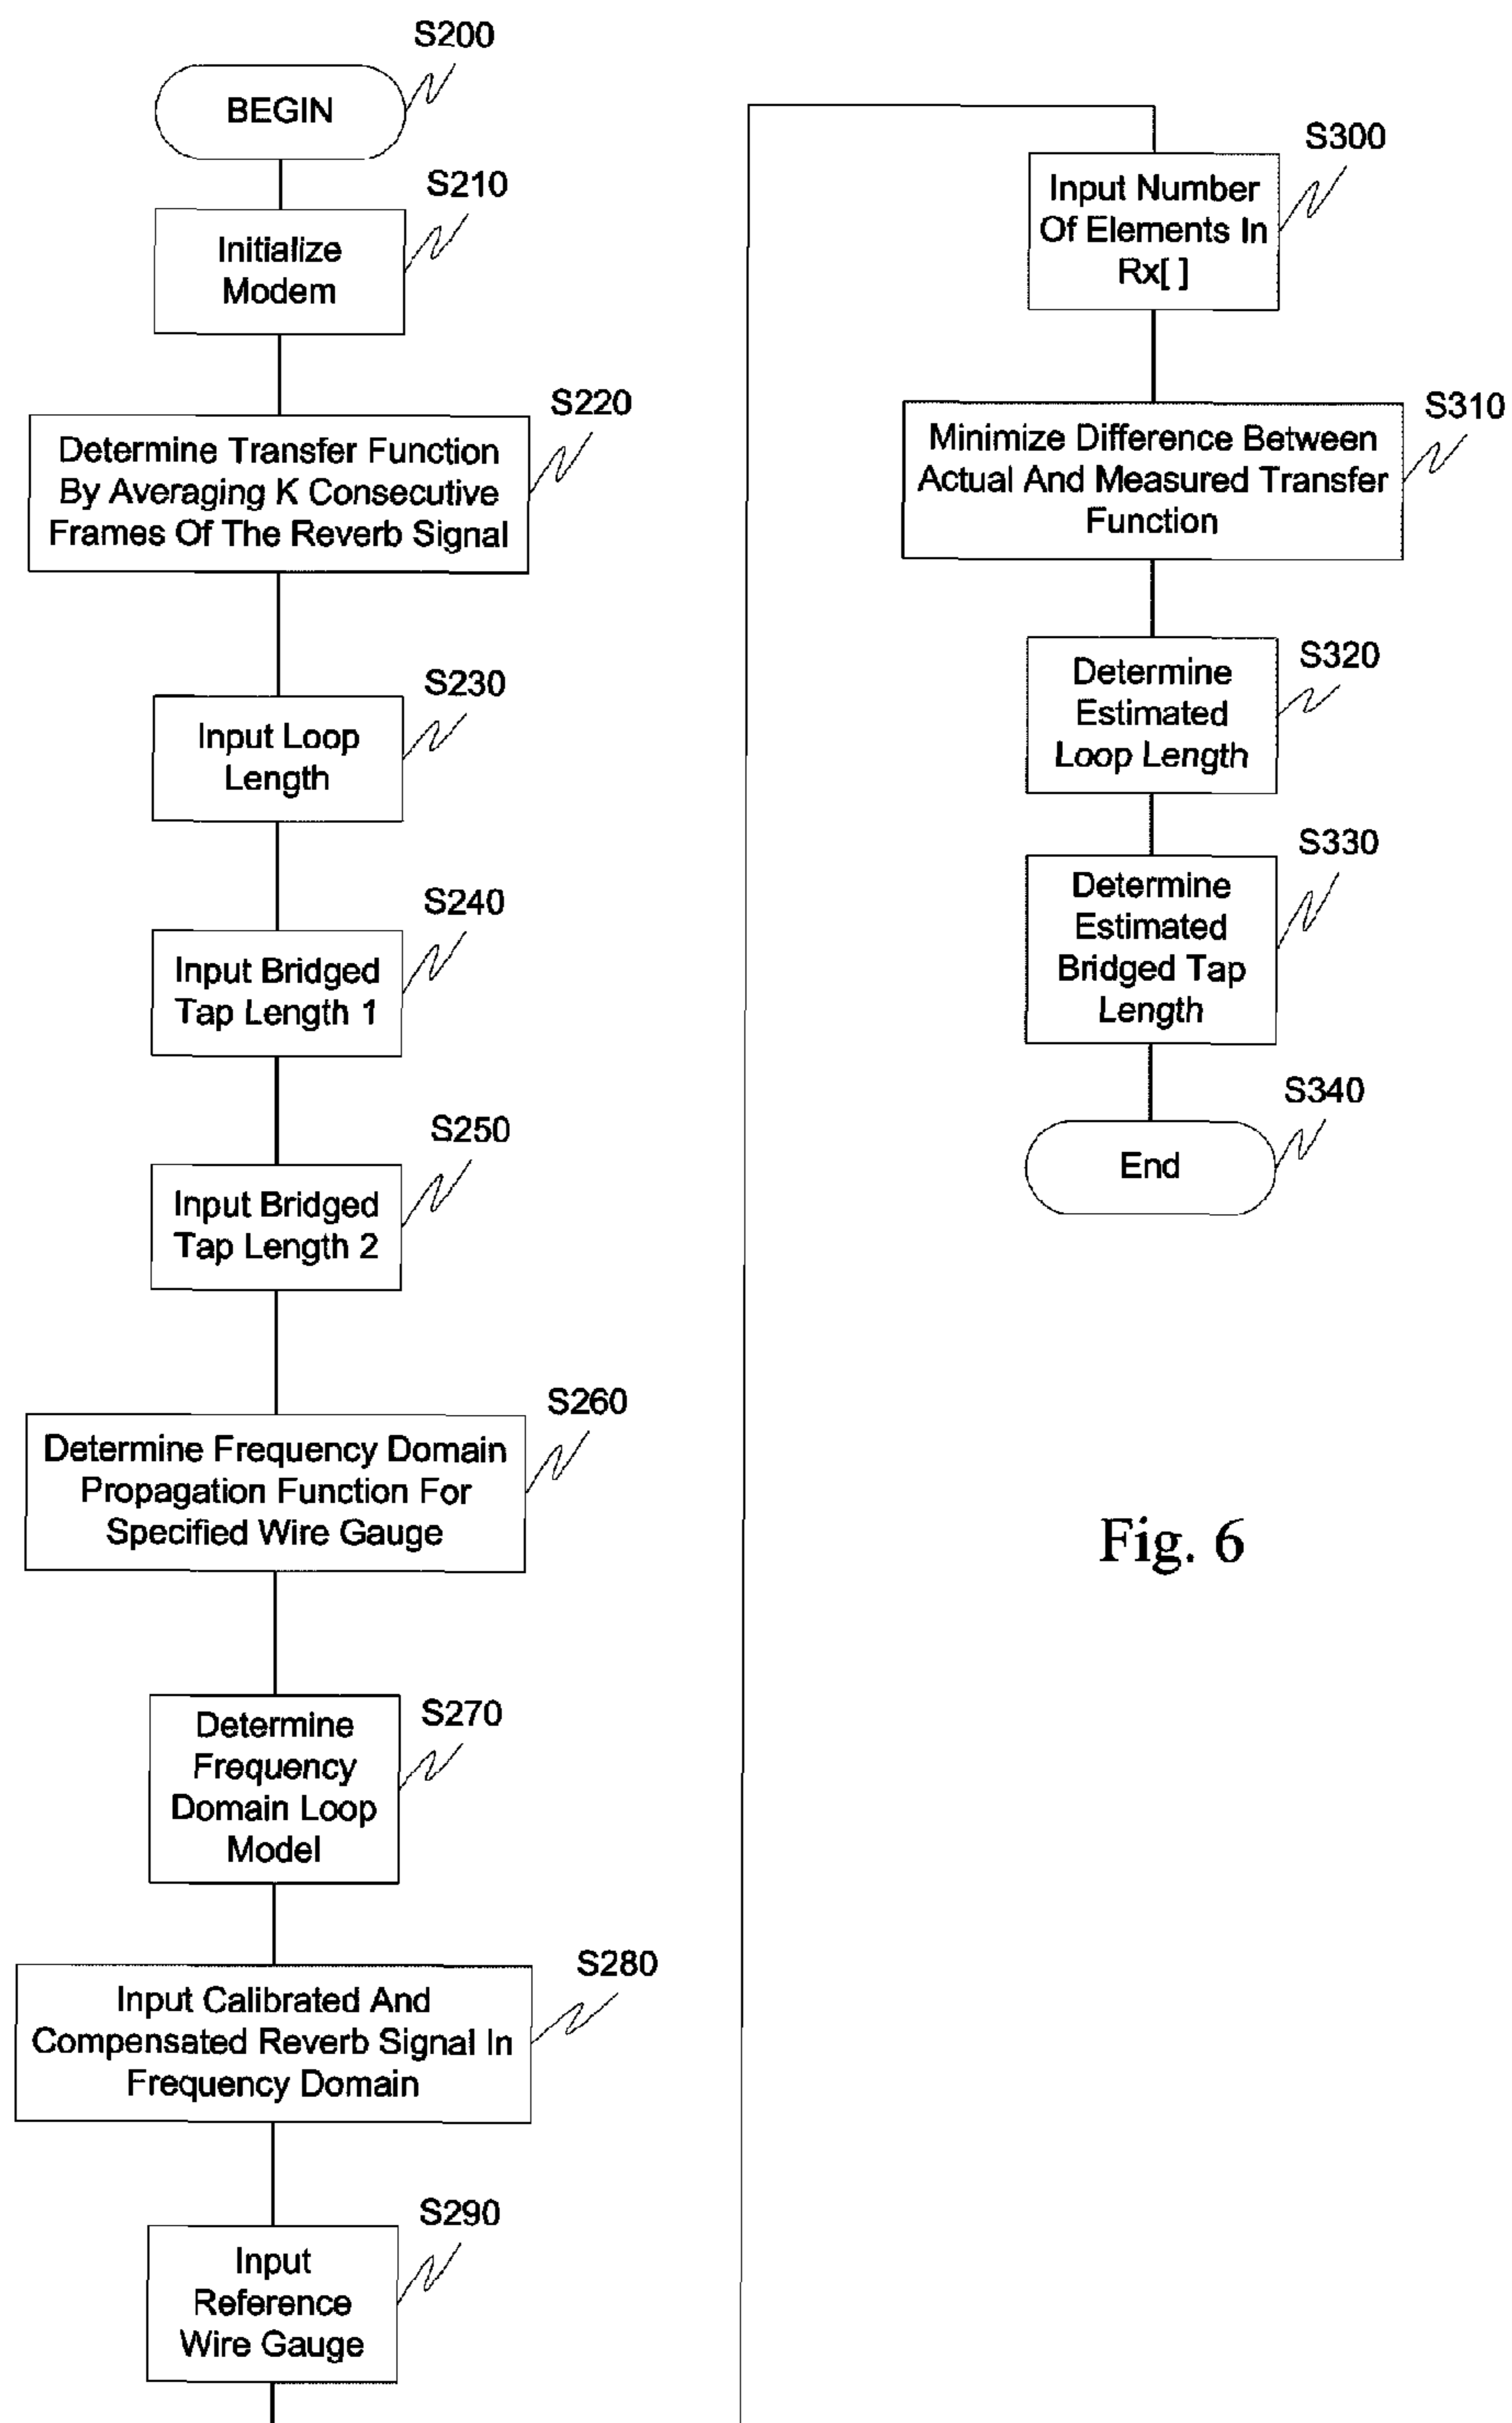 S200
BEGIN
S210
Initialize
Modem
S220
Determine Transfer Function
By Averaging K Consecutive
Frames Of The Reverb Signal
S230
Input Loop
Length
S240
Input Bridged
Tap Length 1
S250
Input Bridged
Tap Length 2
S260
Determine Frequency Domain
Propagation Function For
Specified Wire Gauge
S270
Determine
Frequency
Domain Loop
Model
S280
Input Calibrated And
Compensated Reverb Signal In
Frequency Domain
S290
Input
Reference
Wire Gauge
S300
Input Number
Of Elements In
Rx[ ]
S310
Minimize Difference Between
Actual And Measured Transfer
Function
S320
Determine
Estimated
Loop Length
S330
Determine
Estimated
Bridged Tap
Length
S340
End
Fig. 6